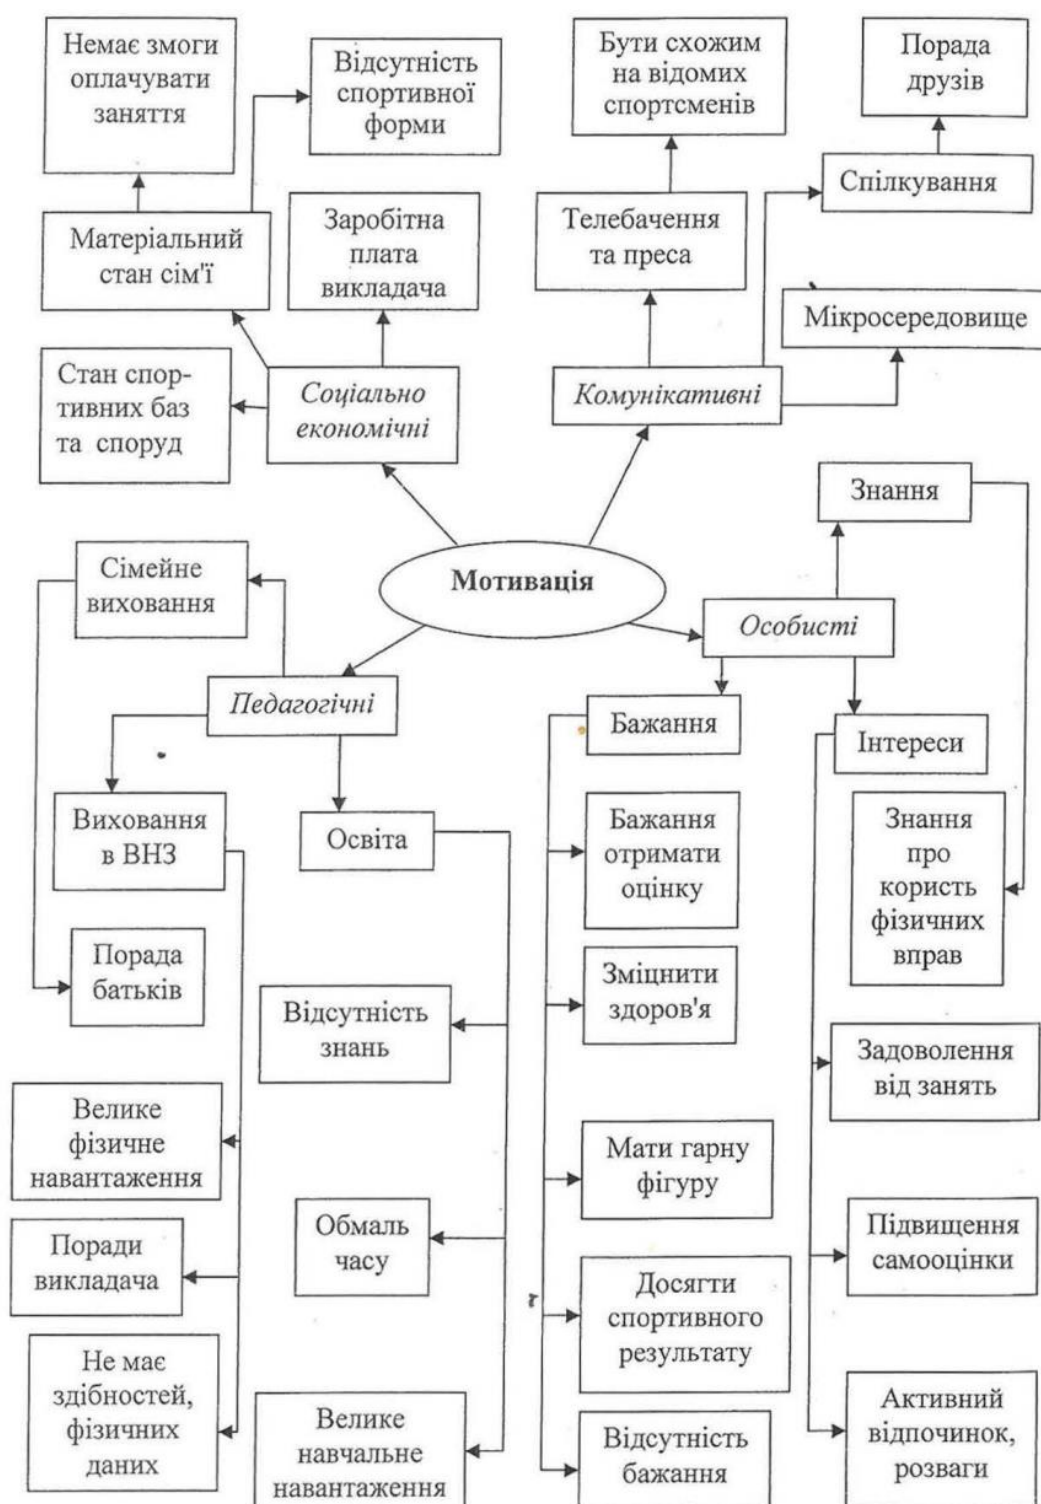 Немає змоги
оплачувати
заняття
Відсутність
спортивної
форми
Бути схожим
на відомих
спортсменів
Порада
друзів
Спілкування
Матеріальний
стан сім'ї
Заробітна
плата
викладача
Телебачення
та преса
Мікросередовище
Стан спор-
тивних баз
та споруд
Соціально
економічні
Комунікативні
Знання
Сімейне
виховання
Мотивація
Особисті
Педагогічні
Бажання
Інтереси
Виховання
в ВНЗ
Освіта
Бажання
отримати
оцінку
Знання
про
користь
фізичних
вправ
Порада
батьків
Відсутність
знань
Зміцнити
здоров'я
Задоволення
від занять
Велике
фізичне
навантаження
Мати гарну
фігуру
Поради
викладача
Обмаль
часу
Підвищення
самооцінки
Досягти
спортивного
результату
Не має
здібностей,
фізичних
даних
Велике
навчальне
навантаження
Відсутність
бажання
Активний
відпочинок,
розваги